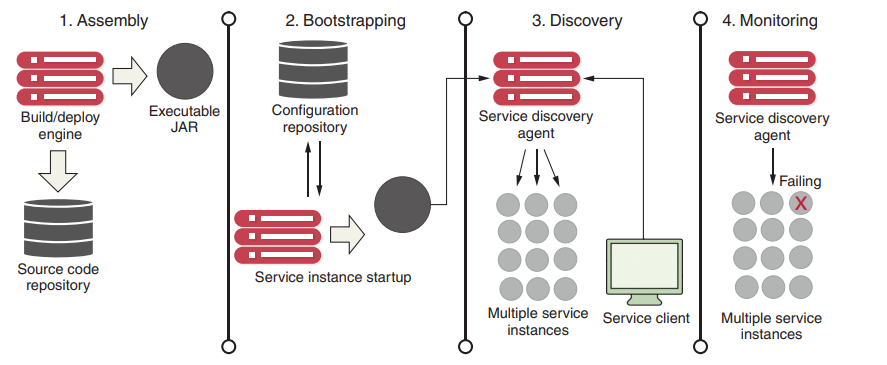 1. Assembly
Build/deploy
engine
Executable
JAR
Source code
repository
2. Bootstrapping
Configuration
repository
Service instance startup
3. Discovery
Service discovery
agent
Multiple service
instances
Service client
4. Monitoring
Service discovery
agent
Failing
X
Multiple service
instances